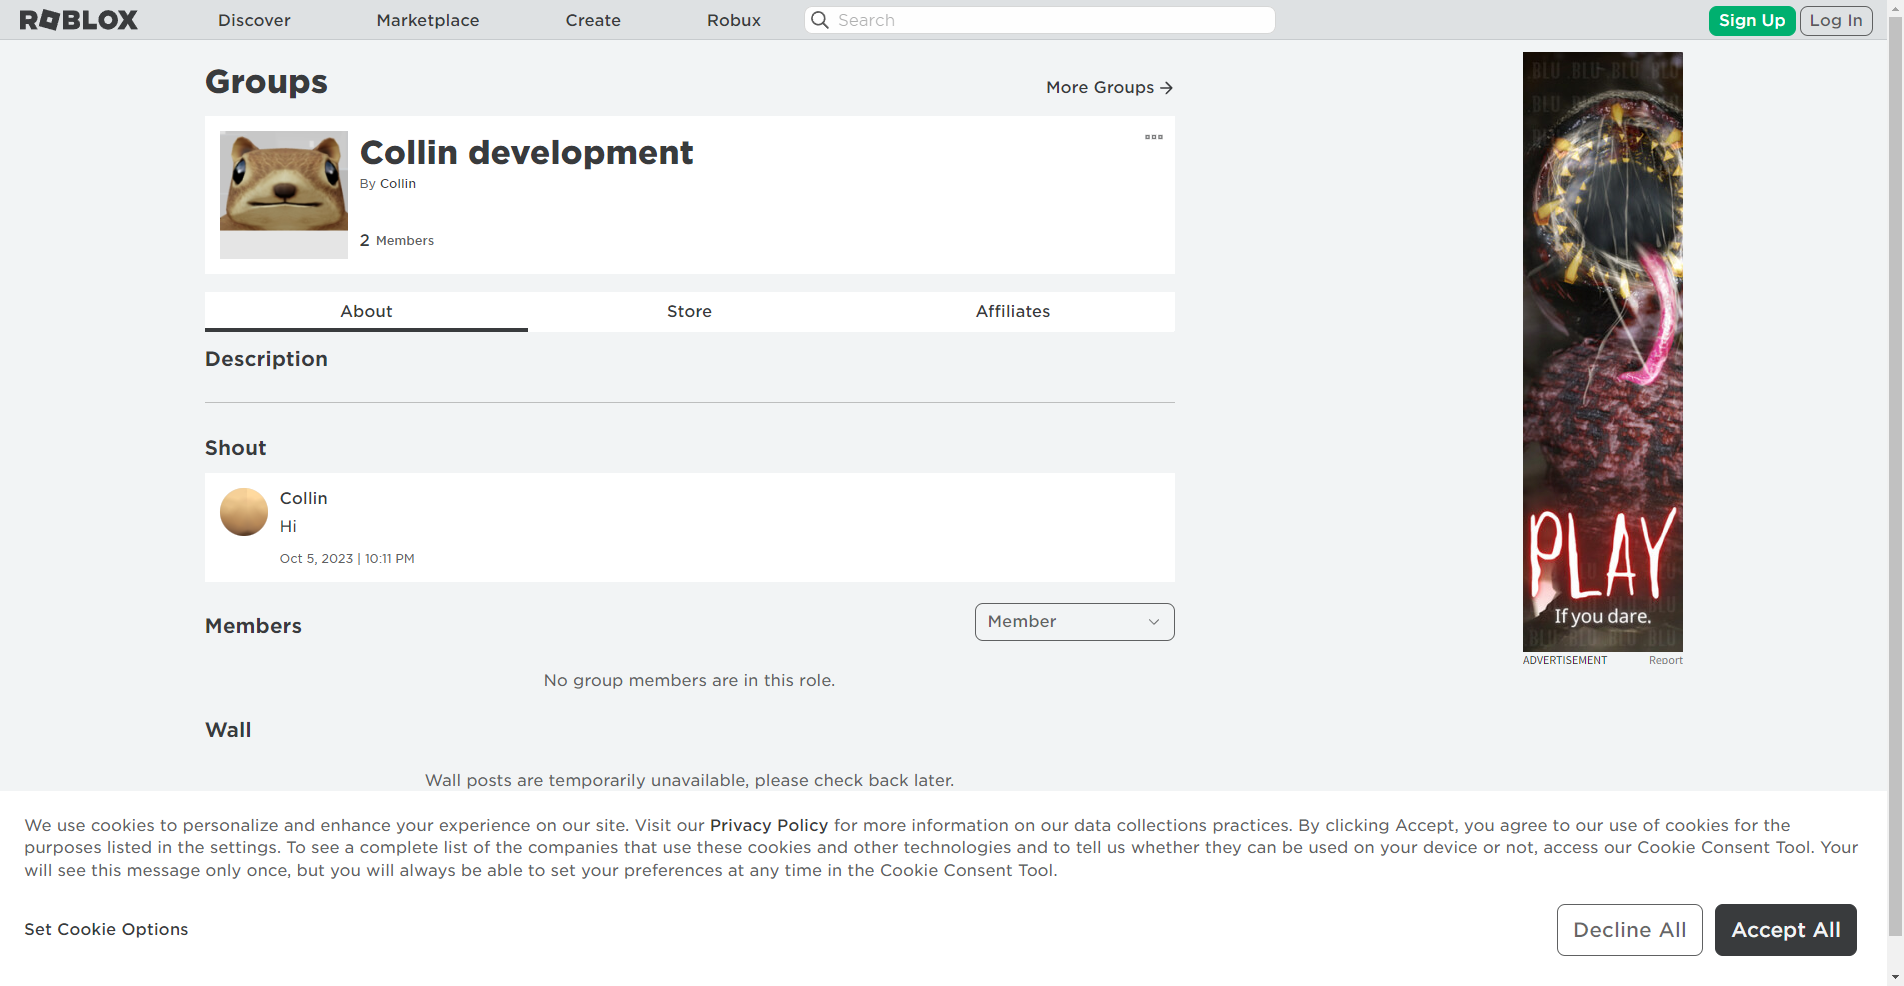 ROBLOX
Discover
Marketplace
Create
Robux
Search
Sign Up
Log In
Groups
More Groups →
Collin development
By Collin
2 Members
About
Store
Affiliates
Description
Shout
Collin
Hi
Oct 5, 2023 | 10:11 PM
Members
Member
No group members are in this role.
Wall
Wall posts are temporarily unavailable, please check back later.
BLU BLU BLU BLU
PLAY
If you dare.
BLU BLU BLU BLU
ADVERTISEMENT
Report
We use cookies to personalize and enhance your experience on our site. Visit our Privacy Policy for more information on our data collections practices. By clicking Accept, you agree to our use of cookies for the
purposes listed in the settings. To see a complete list of the companies that use these cookies and other technologies and to tell us whether they can be used on your device or not, access our Cookie Consent Tool. Your
will see this message only once, but you will always be able to set your preferences at any time in the Cookie Consent Tool.
Set Cookie Options
Decline All
Accept All